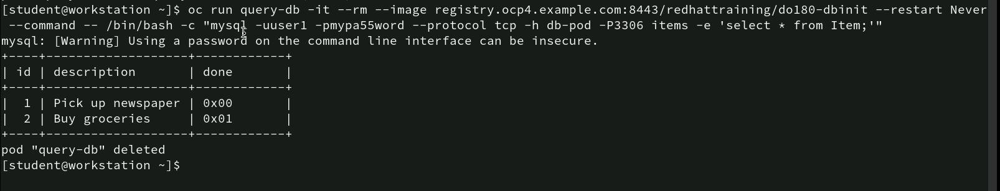 [student@workstation ~]$ oc run query-db -it --rm --image registry.ocp4.example.com:8443/redhattraining/do180-dbinit --restart Never
 --command -- /bin/bash -c "mysql -uuser1 -pmypa55word --protocol tcp -h db-pod -P3306 items -e 'select * from Item;'"
mysql: [Warning] Using a password on the command line interface can be insecure.
+----+-------------------+------------+
| id | description       | done       |
+----+-------------------+------------+
|  1 | Pick up newspaper | 0x00       |
|  2 | Buy groceries     | 0x01       |
+----+-------------------+------------+
pod "query-db" deleted
[student@workstation ~]$